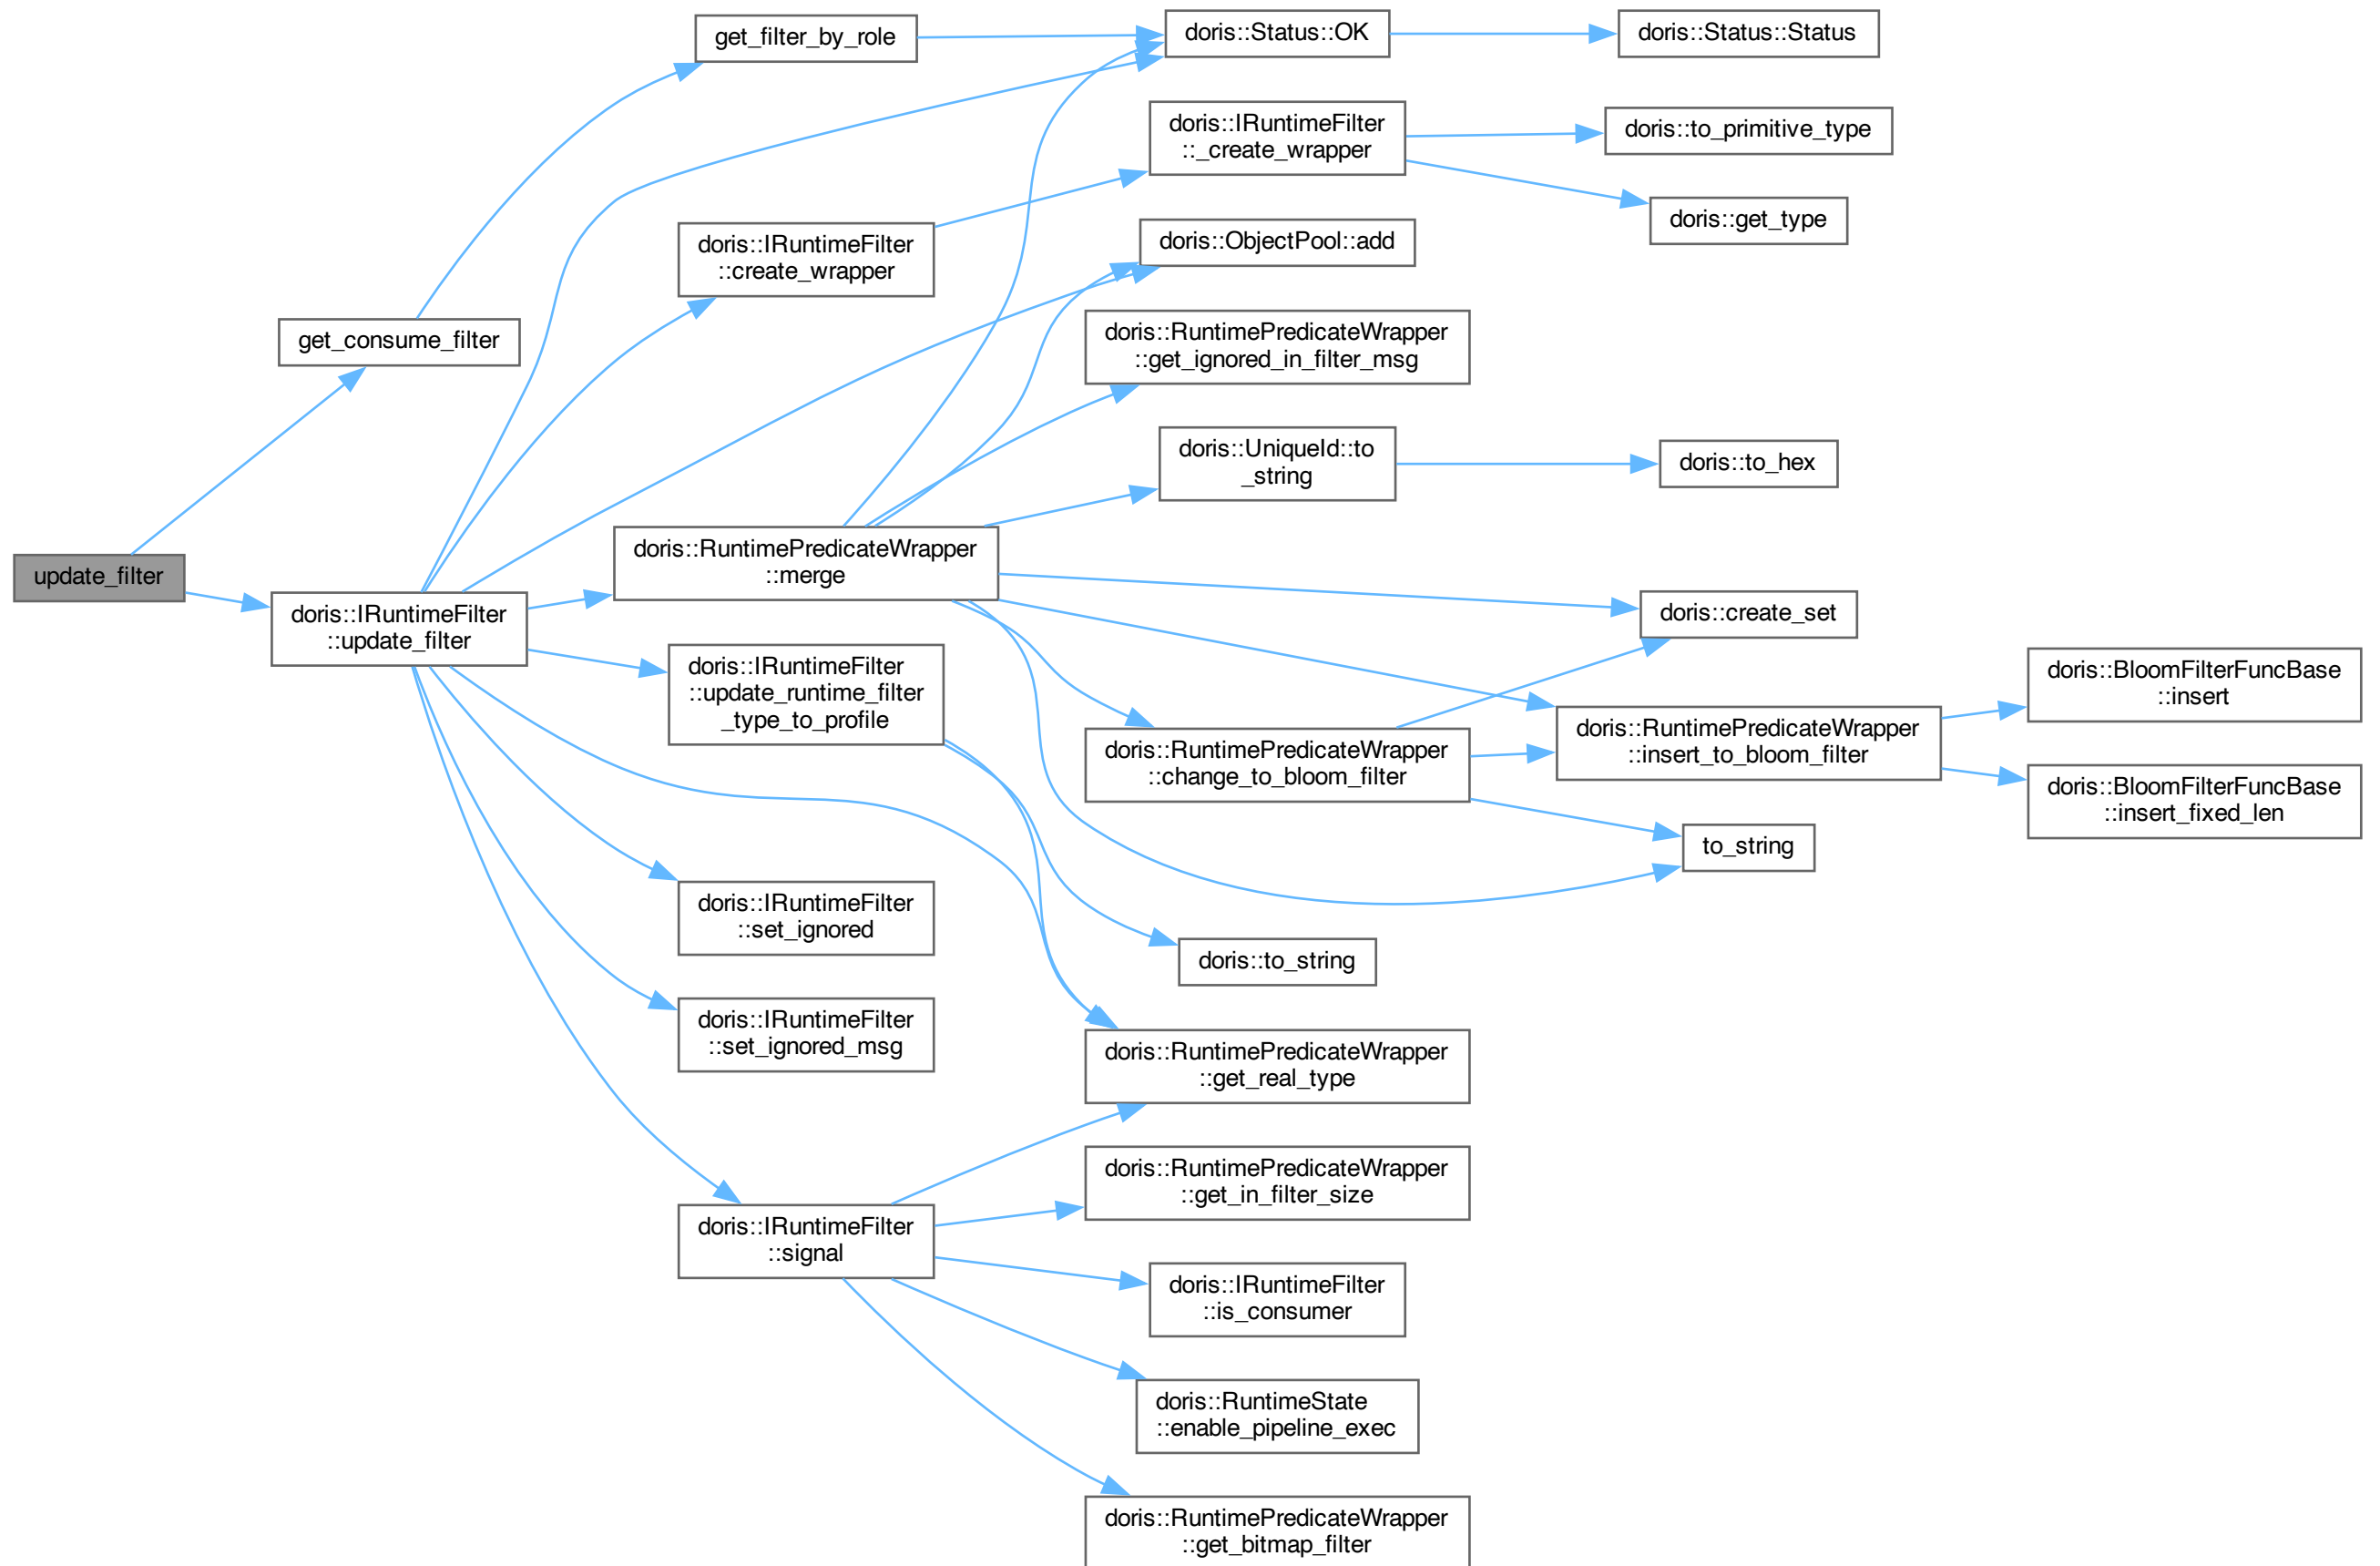 update_filter
get_consume_filter
get_filter_by_role
doris::Status::OK
doris::Status::Status
doris::IRuntimeFilter
::update_filter
doris::IRuntimeFilter
::create_wrapper
doris::IRuntimeFilter
::_create_wrapper
doris::to_primitive_type
doris::get_type
doris::ObjectPool::add
doris::RuntimePredicateWrapper
::merge
doris::RuntimePredicateWrapper
::get_ignored_in_filter_msg
doris::UniqueId::to
_string
doris::to_hex
doris::create_set
doris::RuntimePredicateWrapper
::change_to_bloom_filter
doris::RuntimePredicateWrapper
::insert_to_bloom_filter
doris::BloomFilterFuncBase
::insert
doris::BloomFilterFuncBase
::insert_fixed_len
to_string
doris::IRuntimeFilter
::update_runtime_filter
_type_to_profile
doris::to_string
doris::RuntimePredicateWrapper
::get_real_type
doris::IRuntimeFilter
::set_ignored
doris::IRuntimeFilter
::set_ignored_msg
doris::IRuntimeFilter
::signal
doris::RuntimePredicateWrapper
::get_in_filter_size
doris::IRuntimeFilter
::is_consumer
doris::RuntimeState
::enable_pipeline_exec
doris::RuntimePredicateWrapper
::get_bitmap_filter